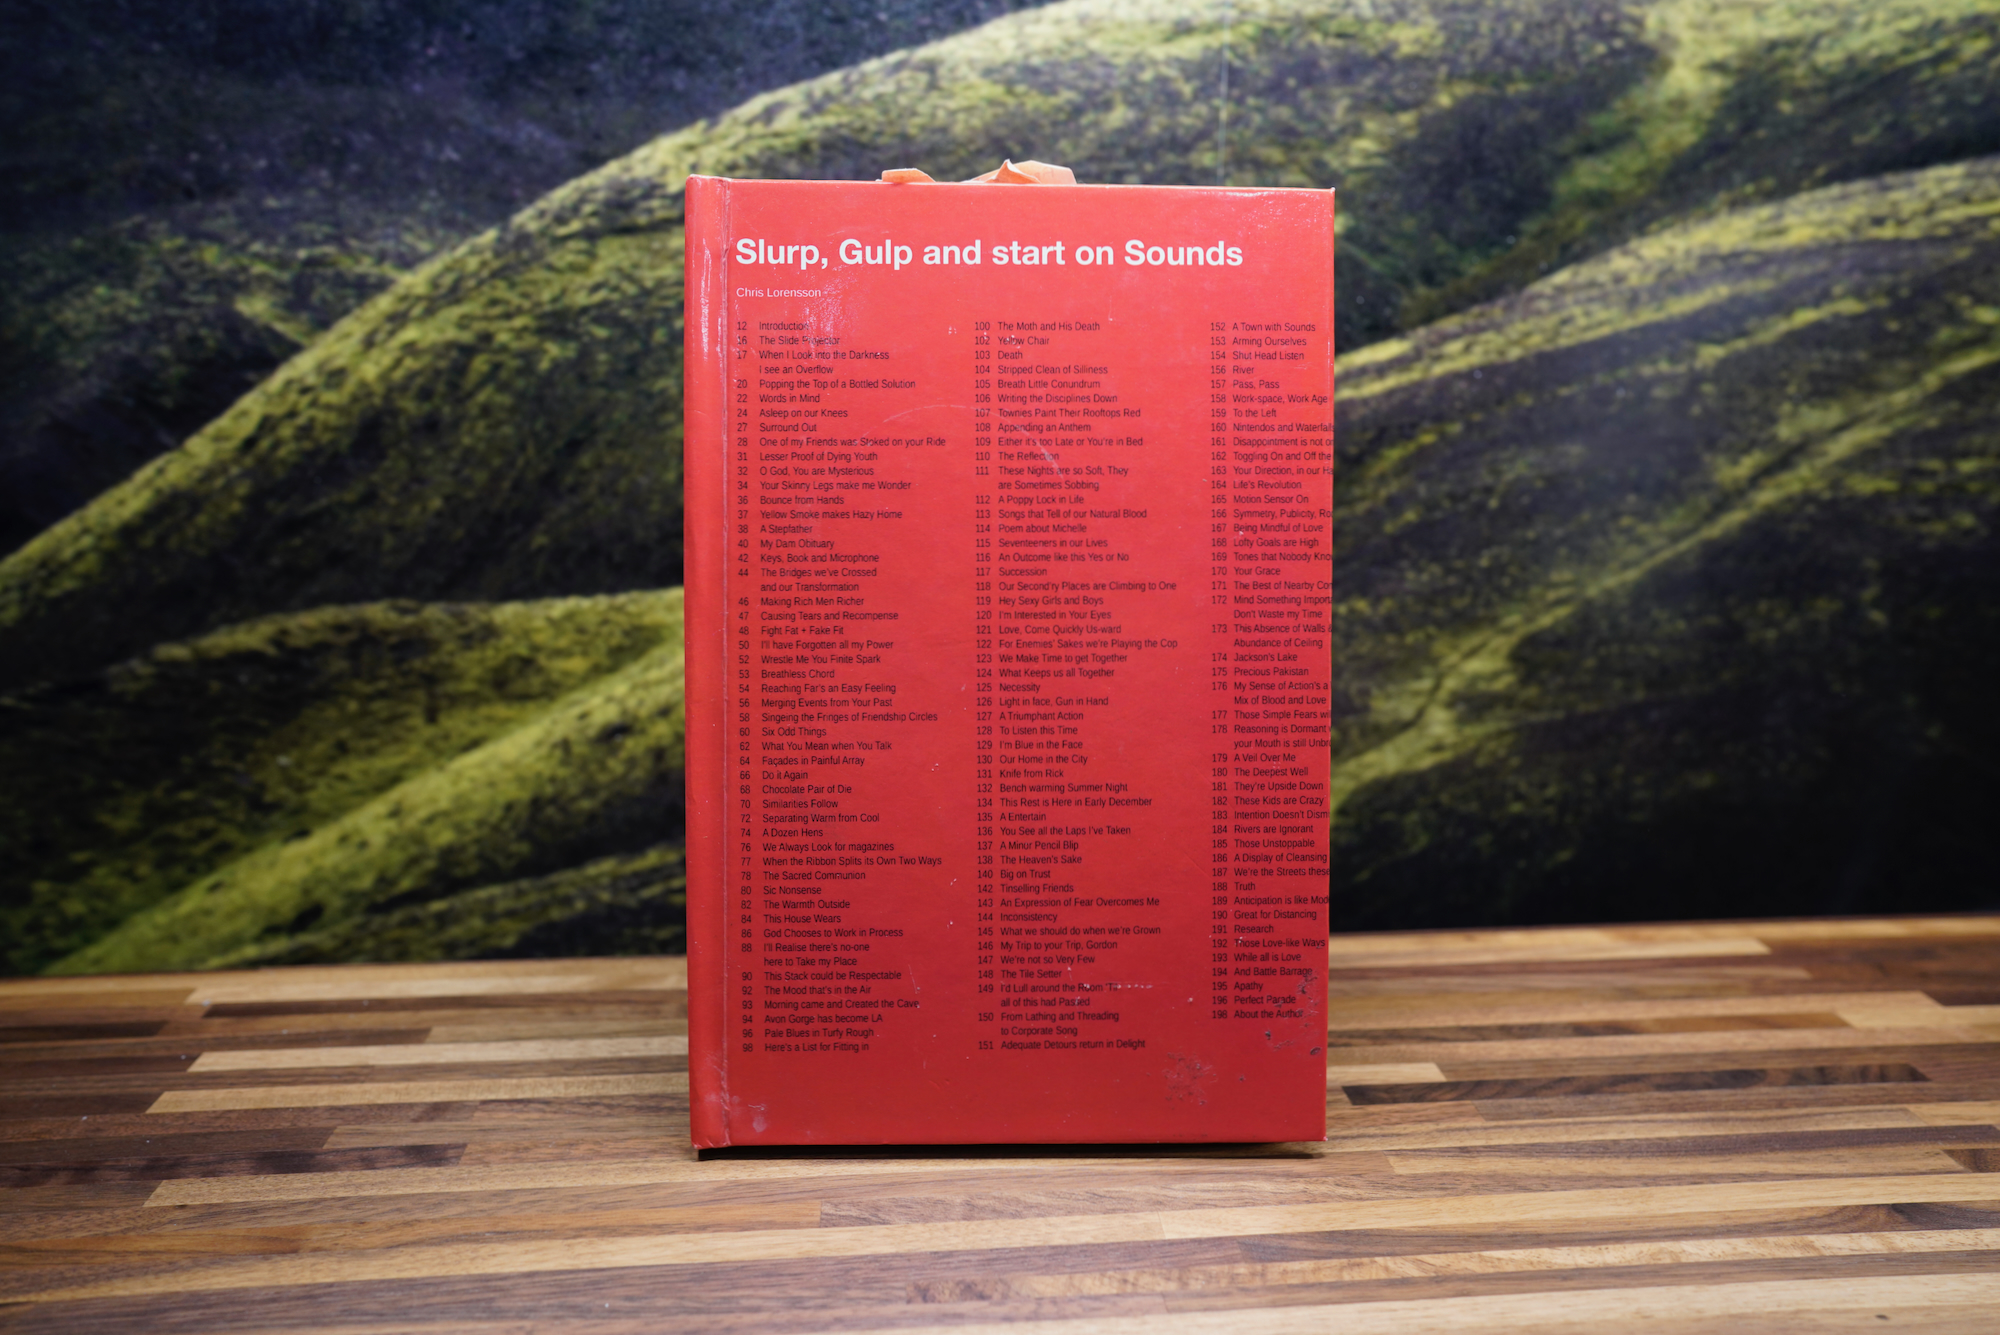 Slurp, Gulp and start on Sounds
Chris Lorensson
12 Introduction
16 The Slide Projector
17 When I Look into the Darkness
I see an Overflow
20 Popping the Top of a Bottled Solution
22 Words in Mind
24 Asleep on our Knees
27 Surround Out
28 One of my Friends was Stoked on your Ride
31 Lesser Proof of Dying Youth
32 O God, You are Mysterious
34 Your Skinny Legs make me Wonder
36 Bounce from Hands
37 Yellow Smoke makes Hazy Home
38 A Stepfather
40 My Dam Obituary
42 Keys, Book and Microphone
44 The Bridges we've Crossed
and our Transformation
46 Making Rich Men Richer
47 Causing Tears and Recompense
48 Fight Fat + Fake Fit
50 I'll have Forgotten all my Power
52 Wrestle Me You Finite Spark
53 Breathless Chord
54 Reaching Far's an Easy Feeling
56 Merging Events from Your Past
58 Singeing the Fringes of Friendship Circles
60 Six Odd Things
62 What You Mean when You Talk
64 Façades in Painful Array
66 Do it Again
68 Chocolate Pair of Die
70 Similarities Follow
72 Separating Warm from Cool
74 A Dozen Hens
76 We Always Look for magazines
77 When the Ribbon Splits its Own Two Ways
78 The Sacred Communion
80 Sic Nonsense
82 The Warmth Outside
84 This House Wears
86 God Chooses to Work in Process
88 I'll Realise there's no-one
here to Take my Place
90 This Stack could be Respectable
92 The Mood that's in the Air
93 Morning came and Created the Cave
94 Avon Gorge has become LA
96 Pale Blues in Turfy Rough
98 Here's a List for Fitting in
100 The Moth and His Death
102 Yellow Chair
103 Death
104 Stripped Clean of Silliness
105 Breath Little Conundrum
106 Writing the Disciplines Down
107 Townies Paint Their Rooftops Red
108 Appending an Anthem
109 Either it's too Late or You're in Bed
110 The Reflection
111 These Nights are so Soft, They
are Sometimes Sobbing
112 A Poppy Lock in Life
113 Songs that Tell of our Natural Blood
114 Poem about Michelle
115 Seventeeners in our Lives
116 An Outcome like this Yes or No
117 Succession
118 Our Second'ry Places are Climbing to One
119 Hey Sexy Girls and Boys
120 I'm Interested in Your Eyes
121 Love, Come Quickly Us-ward
122 For Enemies' Sakes we're Playing the Cop
123 We Make Time to get Together
124 What Keeps us all Together
125 Necessity
126 Light in face, Gun in Hand
127 A Triumphant Action
128 To Listen this Time
129 I'm Blue in the Face
130 Our Home in the City
131 Knife from Rick
132 Bench warming Summer Night
134 This Rest is Here in Early December
135 A Entertain
136 You See all the Laps I've Taken
137 A Minur Pencil Blip
138 The Heaven's Sake
140 Big on Trust
142 Tinselling Friends
143 An Expression of Fear Overcomes Me
144 Inconsistency
145 What we should do when we're Grown
146 My Trip to your Trip, Gordon
147 We're not so Very Few
148 The Tile Setter
149 I'd Lull around the Room 'Til
all of this had Passed
150 From Lathing and Threading
to Corporate Song
151 Adequate Detours return in Delight
152 A Town with Sounds
153 Arming Ourselves
154 Shut Head Listen
156 River
157 Pass, Pass
158 Work-space, Work Age
159 To the Left
160 Nintendos and Waterfalls
161 Disappointment is not
162 Toggling On and Off the
163 Your Direction, in our
164 Life's Revolution
165 Motion Sensor On
166 Symmetry, Publicity,
167 Being Mindful of Love
168 Lofty Goals are High
169 Tones that Nobody
170 Your Grace
171 The Best of Nearby
172 Mind Something
Don't Waste my Time
173 This Absence of Walls
Abundance of Ceiling
174 Jackson's Lake
175 Precious Pakistan
176 My Sense of Action's a
Mix of Blood and Love
177 Those Simple Fears
178 Reasoning is Dormant
your Mouth is still
179 A Veil Over Me
180 The Deepest Well
181 They're Upside Down
182 These Kids are Crazy
183 Intention Doesn't
184 Rivers are Ignorant
185 Those Unstoppable
186 A Display of Cleansing
187 We're the Streets these
188 Truth
189 Anticipation is like
190 Great for Distancing
191 Research
192 Those Love-like Ways
193 While all is Love
194 And Battle Barrage
195 Apathy
196 Perfect Parade
198 About the Author